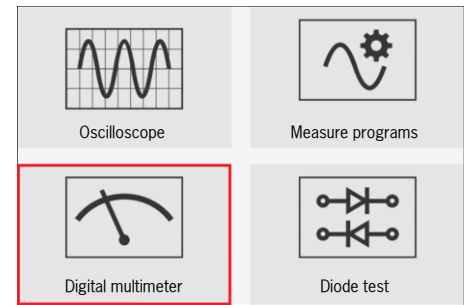 Oscilloscope
Measure programs
Digital multimeter
Diode test